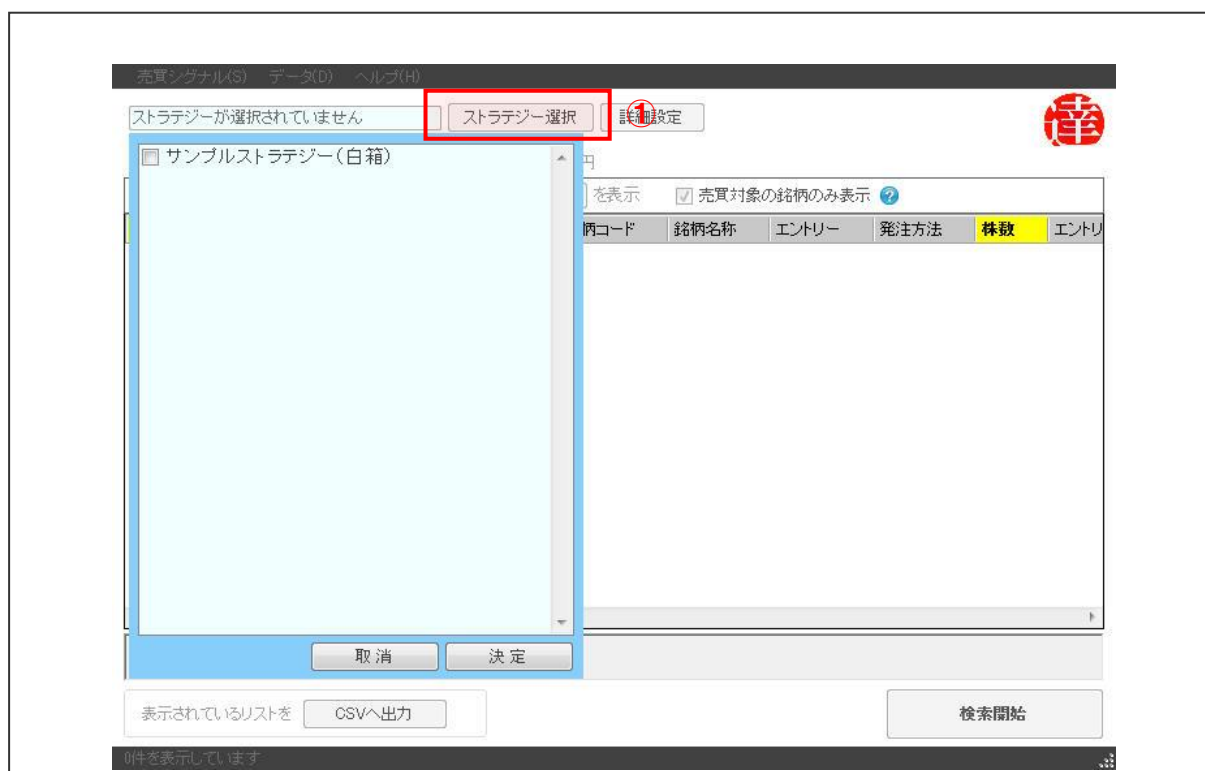 売買シグナル(S) データ(D) ヘルプ(H)
ストラテジーが選択されていません ストラテジー選択 ① 詳細設定
サンプルストラテジー(白箱)
円
を表示 売買対象の銘柄のみ表示
柄コード 銘柄名称 エントリー 発注方法 株数 エントリ
取消 決定
表示されているリストを CSVへ出力 検索開始
0件を表示しています